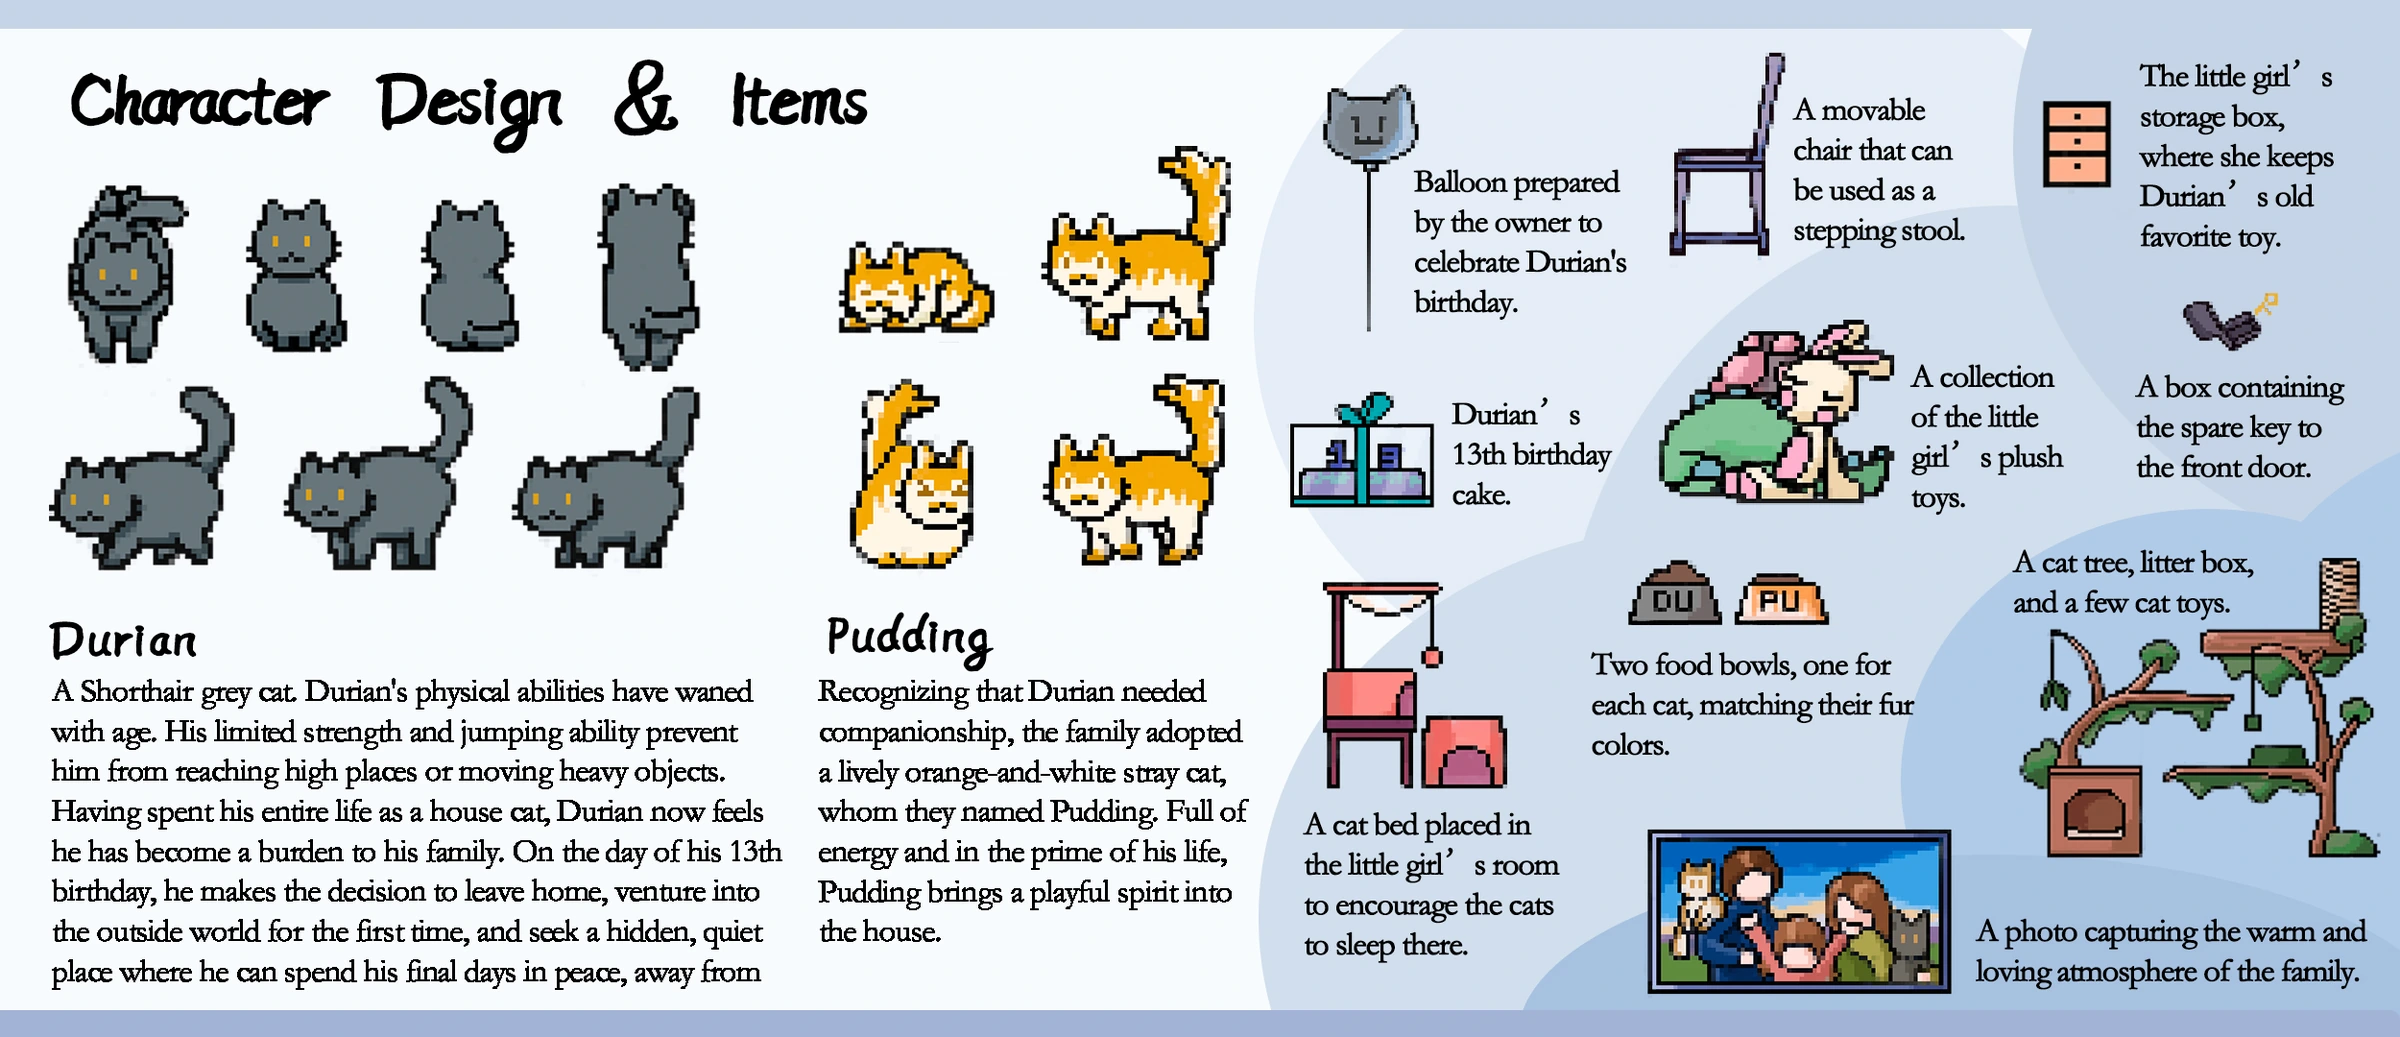 Character Design & Items
Durian
A Shorthair grey cat. Durian's physical abilities have waned
with age. His limited strength and jumping ability prevent
him from reaching high places or moving heavy objects.
Having spent his entire life as a house cat, Durian now feels
he has become a burden to his family. On the day of his 13th
birthday, he makes the decision to leave home, venture into
the outside world for the first time, and seek a hidden, quiet
place where he can spend his final days in peace, away from
Pudding
Recognizing that Durian needed
companionship, the family adopted
a lively orange-and-white stray cat,
whom they named Pudding. Full of
energy and in the prime of his life,
Pudding brings a playful spirit into
the house.
Balloon prepared
by the owner to
celebrate Durian's
birthday.
A movable
chair that can
be used as a
stepping stool.
The little girl’s
storage box,
where she keeps
Durian’s old
favorite toy.
1 3
Durian’s
13th birthday
cake.
A collection
of the little
girl’s plush
toys.
A box containing
the spare key to
the front door.
A cat bed placed in
the little girl’s room
to encourage the cats
to sleep there.
DU PU
Two food bowls, one for
each cat, matching their fur
colors.
A cat tree, litter box,
and a few cat toys.
A photo capturing the warm and
loving atmosphere of the family.